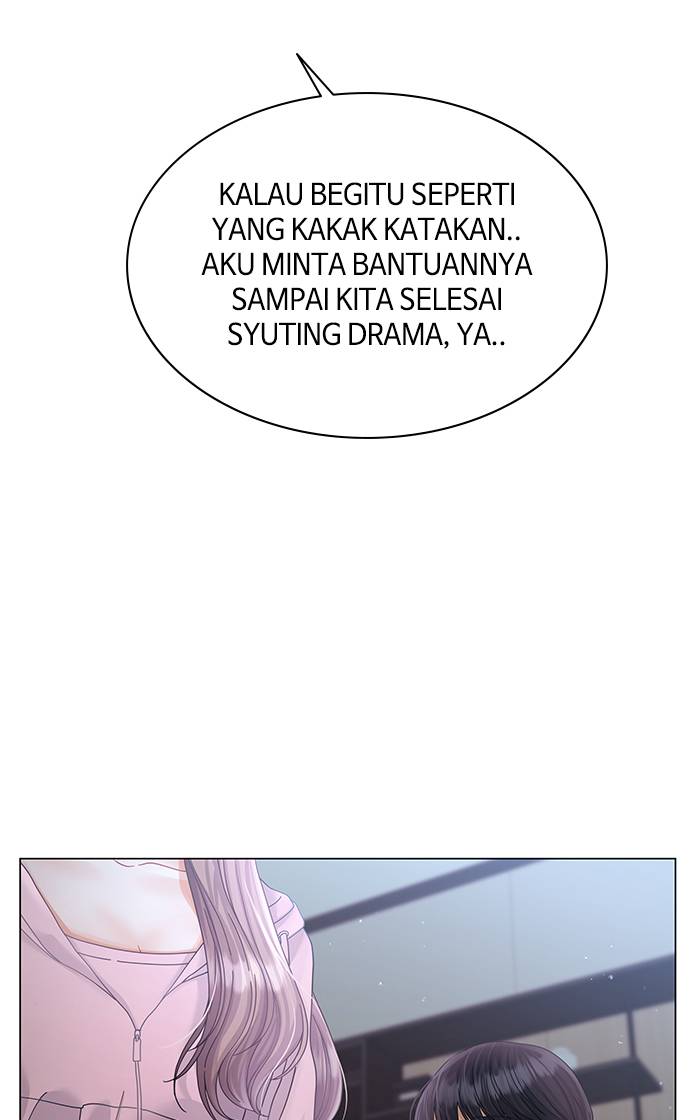 KALAU BEGITU SEPERTI
YANG KAKAK KATAKAN..
AKU MINTA BANTUANNYA
SAMPAI KITA SELESAI
SYUTING DRAMA, YA..